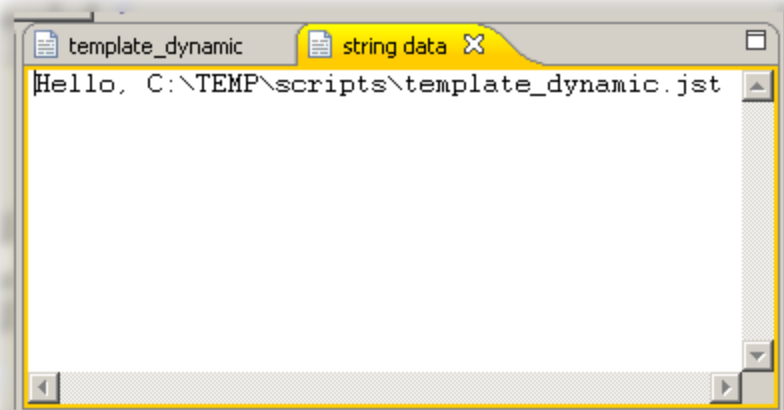 template_dynamic string data
Hello, C:\TEMP\scripts\template_dynamic.jst